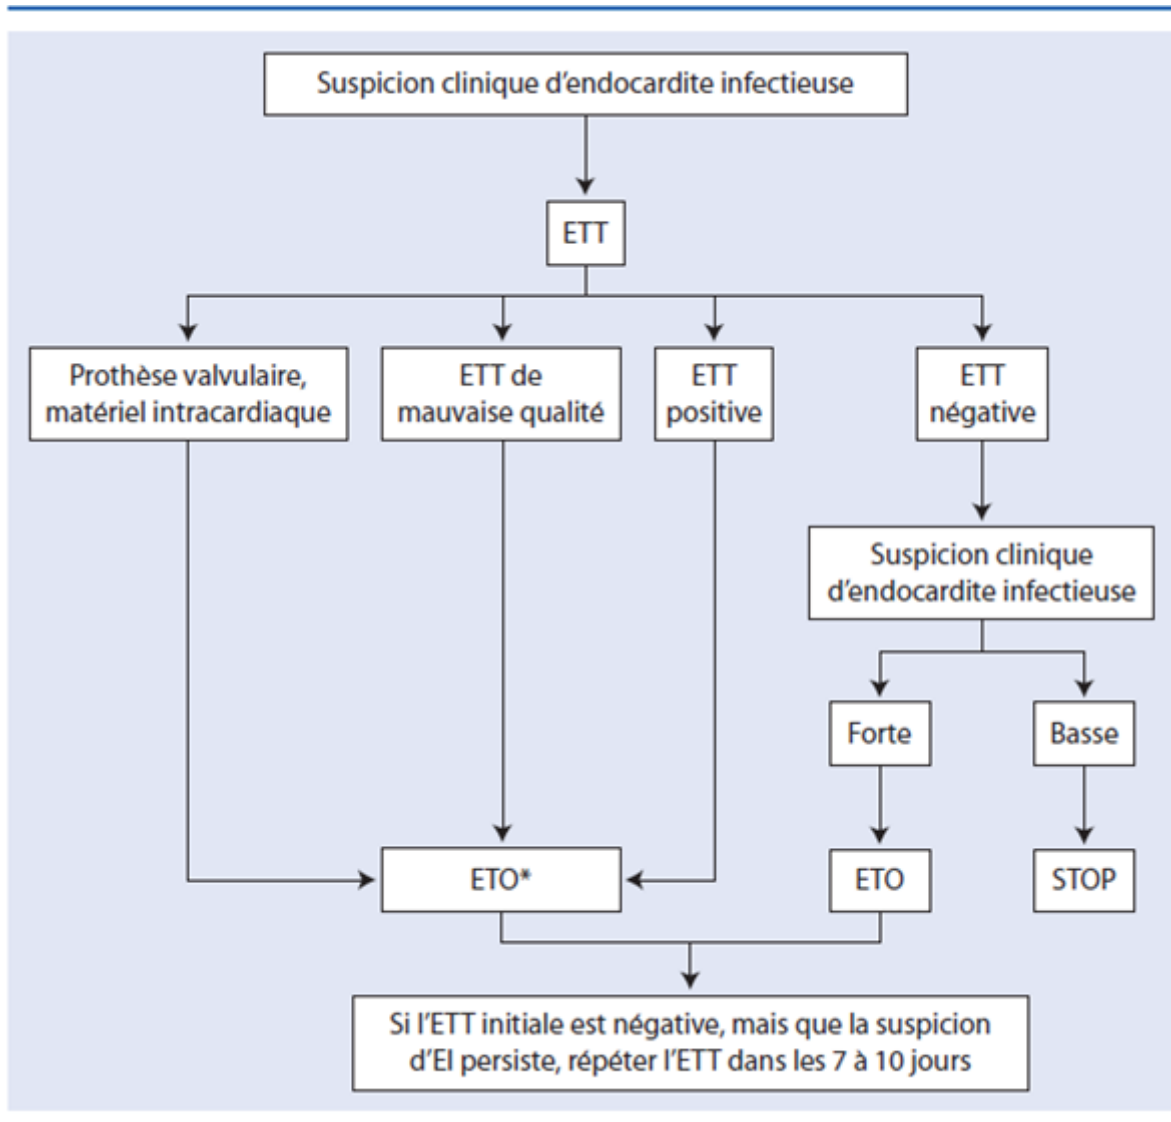 Suspicion clinique d’endocardite infectieuse
ETT
Prothèse valvulaire,
matériel intracardiaque
ETT de
mauvaise qualité
ETT
positive
ETT
négative
Suspicion clinique
d’endocardite infectieuse
Forte
Basse
ETO*
ETO
STOP
Si l’ETT initiale est négative, mais que la suspicion
d’EI persiste, répéter l’ETT dans les 7 à 10 jours